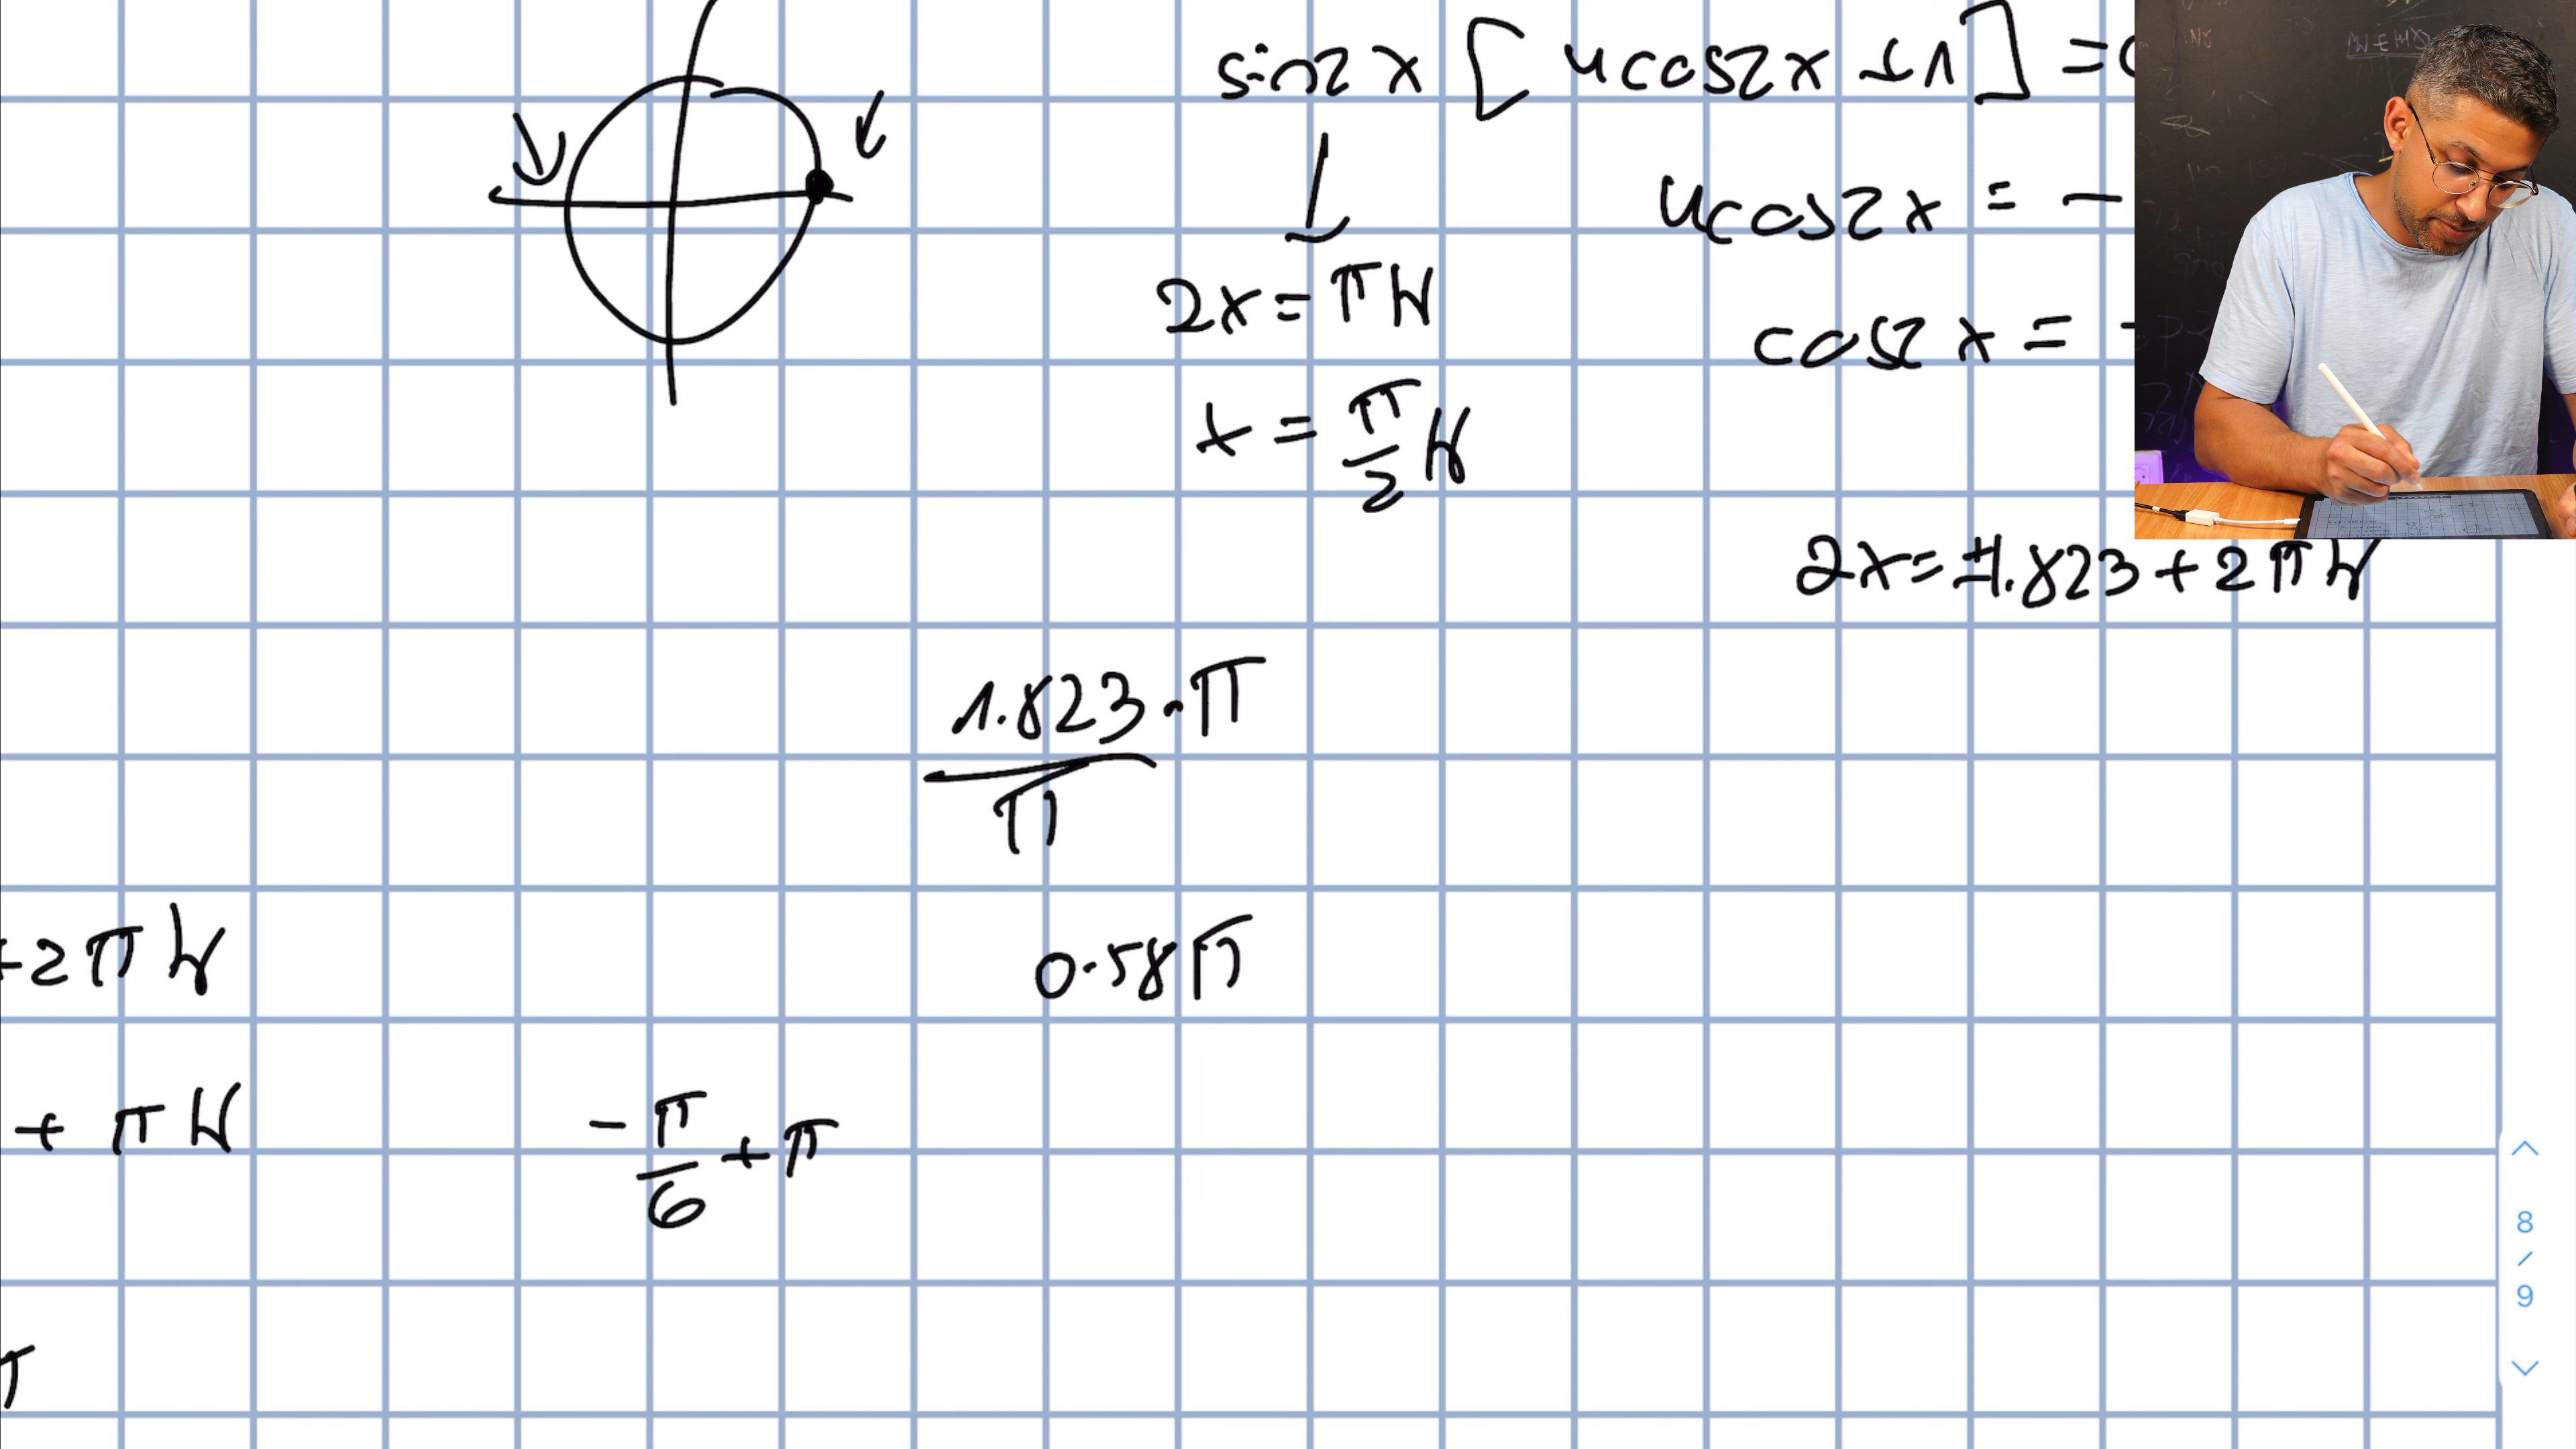 sin2x [4cos2x+1] =0
4cos2x = -
2x=πk
cos2x = -
x = π/2 k
2x=±1.823+2πk
1.823·π
π
+2πk
0.58π
+ πk
-π/6 + π
π
8
/
9